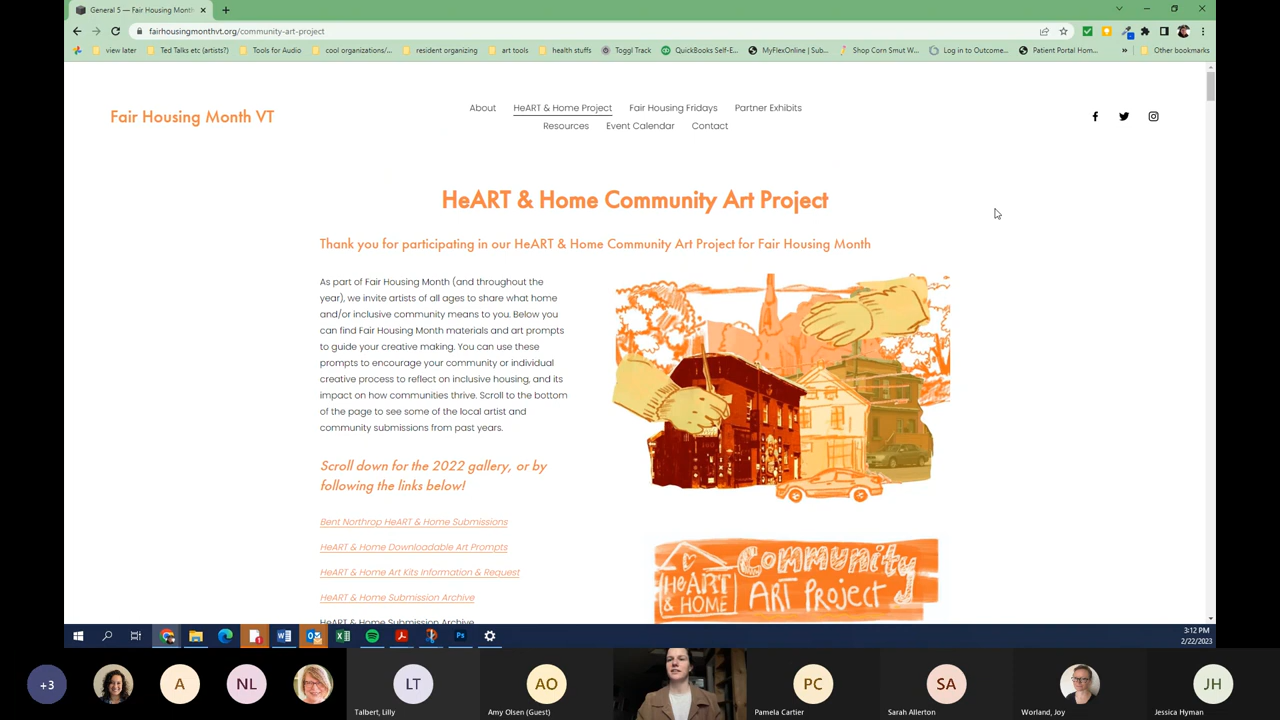 General 5 — Fair Housing Month
fairhousingmonthvt.org/community-art-project
view later
Ted Talks etc (artists?)
Tools for Audio
cool organizations/...
resident organizing
art tools
health stuffs
Toggl Track
QuickBooks Self-E...
MyFlexOnline | Sub...
Shop Corn Smut W...
Log in to Outcome...
Patient Portal Hom...
»
Other bookmarks
Fair Housing Month VT
About
HeART & Home Project
Fair Housing Fridays
Partner Exhibits
Resources
Event Calendar
Contact
HeART & Home Community Art Project
Thank you for participating in our HeART & Home Community Art Project for Fair Housing Month
As part of Fair Housing Month (and throughout the
year), we invite artists of all ages to share what home
and/or inclusive community means to you. Below you
can find Fair Housing Month materials and art prompts
to guide your creative making. You can use these
prompts to encourage your community or individual
creative process to reflect on inclusive housing, and its
impact on how communities thrive. Scroll to the bottom
of the page to see some of the local artist and
community submissions from past years.
Scroll down for the 2022 gallery, or by
following the links below!
Bent Northrop HeART & Home Submissions
HeART & Home Downloadable Art Prompts
HeART & Home Art Kits Information & Request
HeART & Home Submission Archive
HeART & Home Submission Archive
HeART
& HOME
Community
ART Project
3:12 PM
2/22/2023
+3
A
NL
LT
Talbert, Lilly
AO
Amy Olsen (Guest)
PC
Pamela Cartier
SA
Sarah Allerton
Worland, Joy
JH
Jessica Hyman